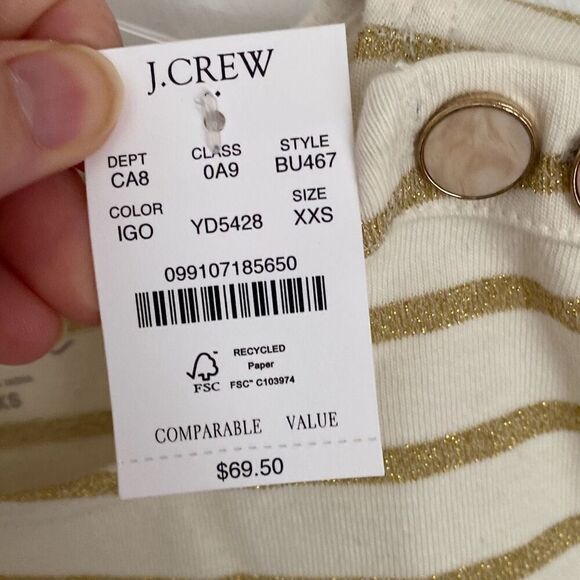 J.CREW
DEPT CLASS STYLE
CA8 0A9 BU467
COLOR SIZE
IGO YD5428 XXS
099107185650
RECYCLED
Paper
FSC FSC™ C103974
COMPARABLE VALUE
$69.50